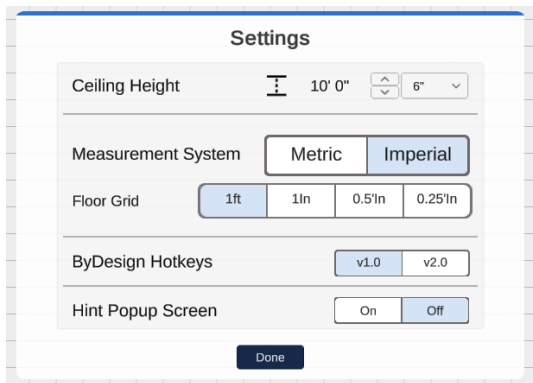 Settings
Ceiling Height 10' 0" 6"
Measurement System Metric Imperial
Floor Grid 1ft 1In 0.5'In 0.25'In
ByDesign Hotkeys v1.0 v2.0
Hint Popup Screen On Off
Done